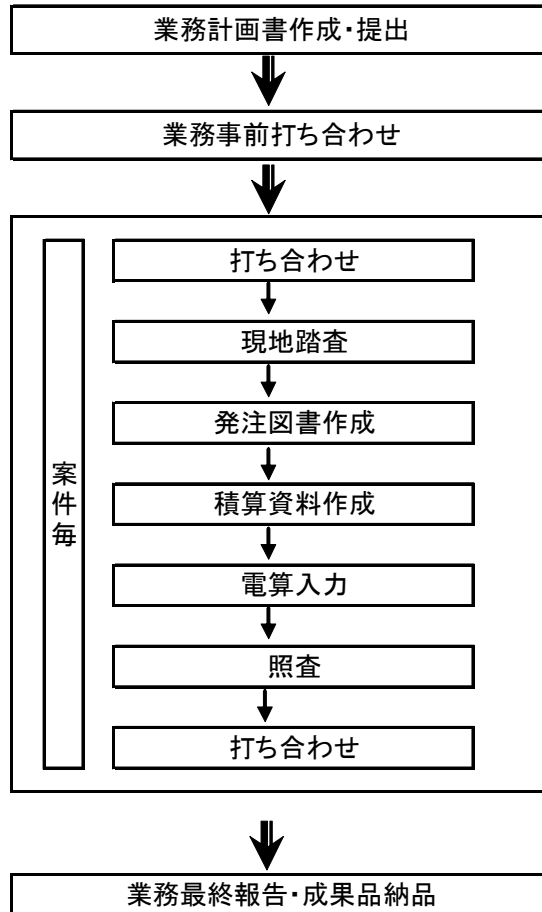 業務計画書作成・提出
業務事前打ち合わせ
案件毎
打ち合わせ
現地踏査
発注図書作成
積算資料作成
電算入力
照査
打ち合わせ
業務最終報告・成果品納品